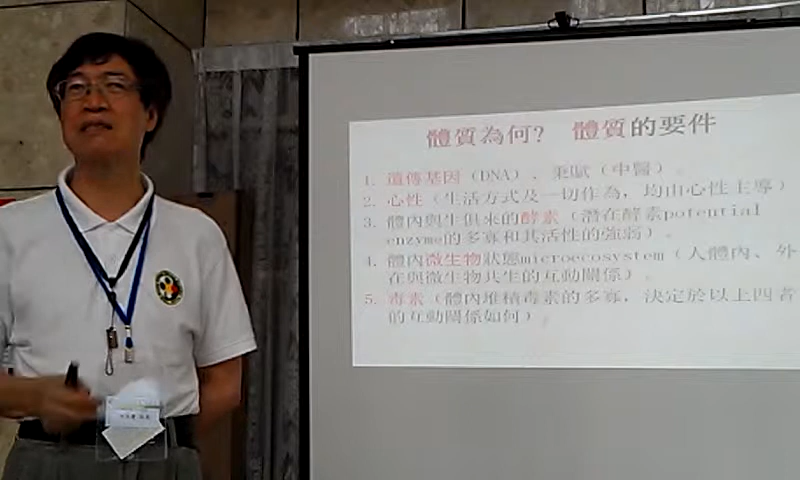 體質為何? 體質的要件
1. 遺傳基因（DNA）、秉賦（中醫）。
2. 心性（生活方式及一切作為，均由心性主導）
3. 體內與生俱來的酵素（潛在酵素potential
enzyme的多寡和其活性的強弱）。
4. 體內微生物狀態microecosystem（人體內、外
在與微生物共生的互動關係）。
5. 毒素（體內堆積毒素的多寡，決定於以上四者
的互動關係如何）。